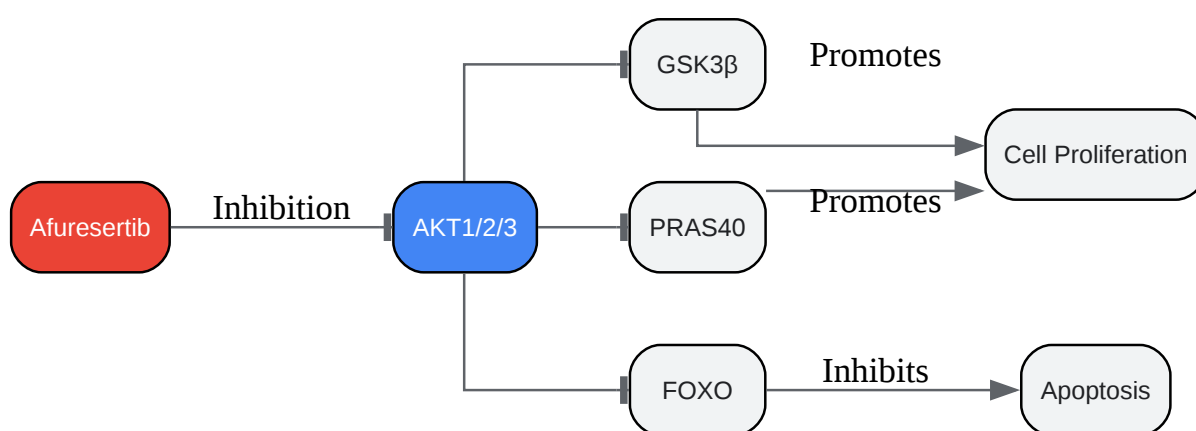 GSK3β
Promotes
Cell Proliferation
Afuresertib
Inhibition
AKT1/2/3
PRAS40
Promotes
FOXO
Inhibits
Apoptosis